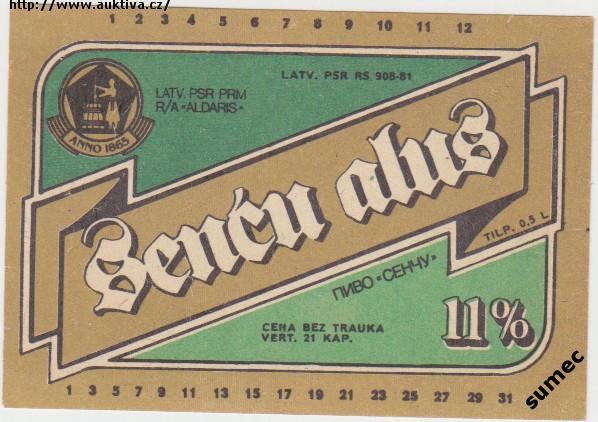 http://www.auktiva.cz/
1 2 3 4 5 6 7 8 9 10 11 12
LATV. PSR RS 908-81
LATV. PSR PRM
R/A «ALDARIS»
ANNO 1865
Senču alus
TILP. 0,5 L
ПИВО «СЕНЧУ»
11%
CENA BEZ TRAUKA
VERT. 21 KAP.
1 3 5 7 9 11 13 15 17 19 21 23 25 27 29 31
sumec